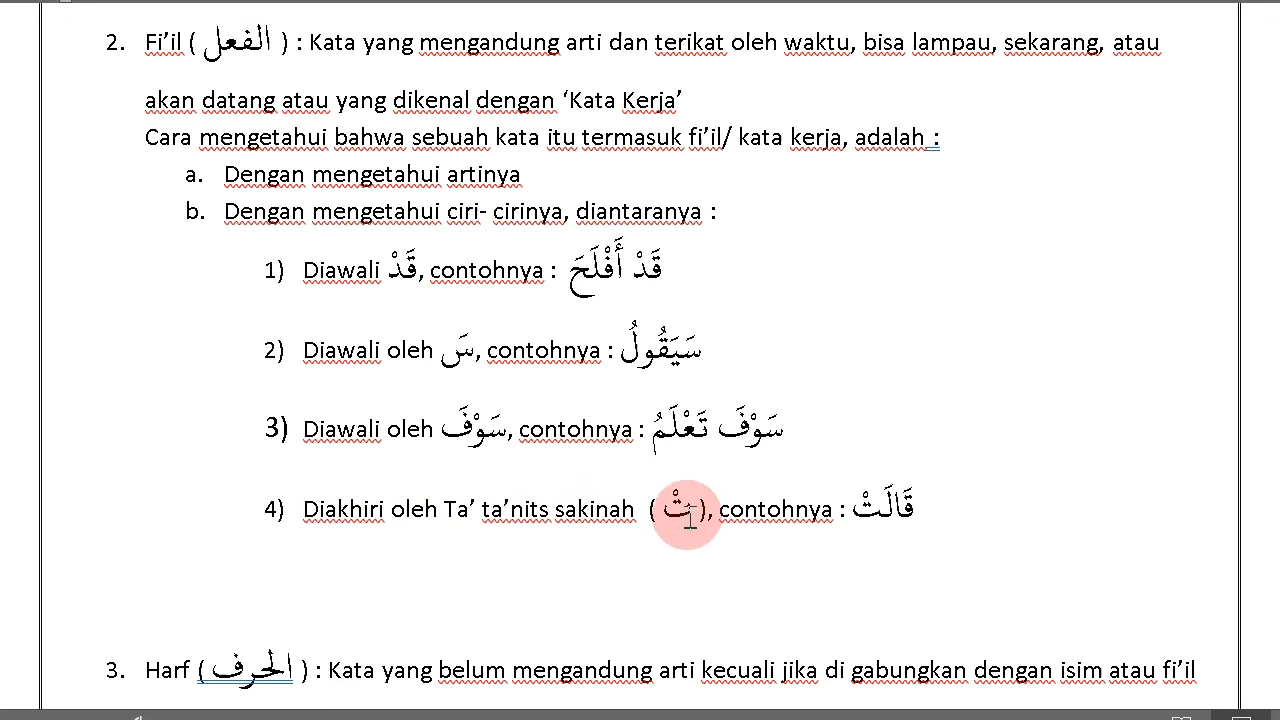 2. Fi’il ( الفعل ) : Kata yang mengandung arti dan terikat oleh waktu, bisa lampau, sekarang, atau
akan datang atau yang dikenal dengan ‘Kata Kerja’
Cara mengetahui bahwa sebuah kata itu termasuk fi’il/ kata kerja, adalah :
a. Dengan mengetahui artinya
b. Dengan mengetahui ciri- cirinya, diantaranya :
1) Diawali قَدْ, contohnya : قَدْ أَفْلَحَ
2) Diawali oleh سَ, contohnya : سَيَقُولُ
3) Diawali oleh سَوْفَ, contohnya : سَوْفَ تَعْلَمُ
4) Diakhiri oleh Ta’ ta’nits sakinah ( تْ ), contohnya : قَالَتْ
3. Harf ( الحرف ) : Kata yang belum mengandung arti kecuali jika di gabungkan dengan isim atau fi’il